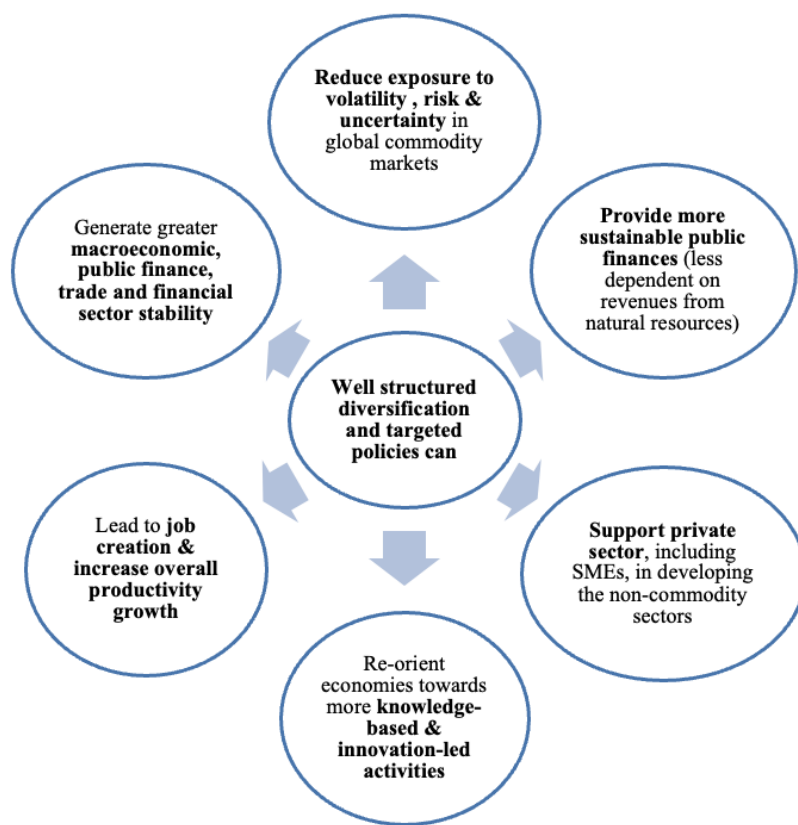 Reduce exposure to
volatility , risk &
uncertainty in
global commodity
markets
Generate greater
macroeconomic,
public finance,
trade and financial
sector stability
Provide more
sustainable public
finances (less
dependent on
revenues from
natural resources)
Well structured
diversification
and targeted
policies can
Lead to job
creation &
increase overall
productivity
growth
Support private
sector, including
SMEs, in developing
the non-commodity
sectors
Re-orient
economies towards
more knowledge-
based &
innovation-led
activities